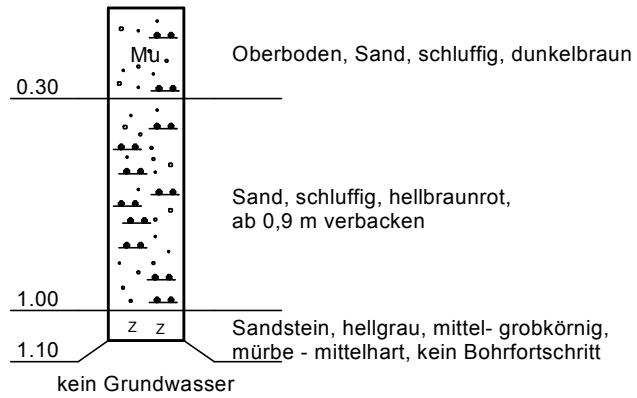 Mu
Oberboden, Sand, schluffig, dunkelbraun
0.30
Sand, schluffig, hellbraunrot,
ab 0,9 m verbacken
1.00
z z
Sandstein, hellgrau, mittel- grobkörnig,
mürbe - mittelhart, kein Bohrfortschritt
1.10
kein Grundwasser